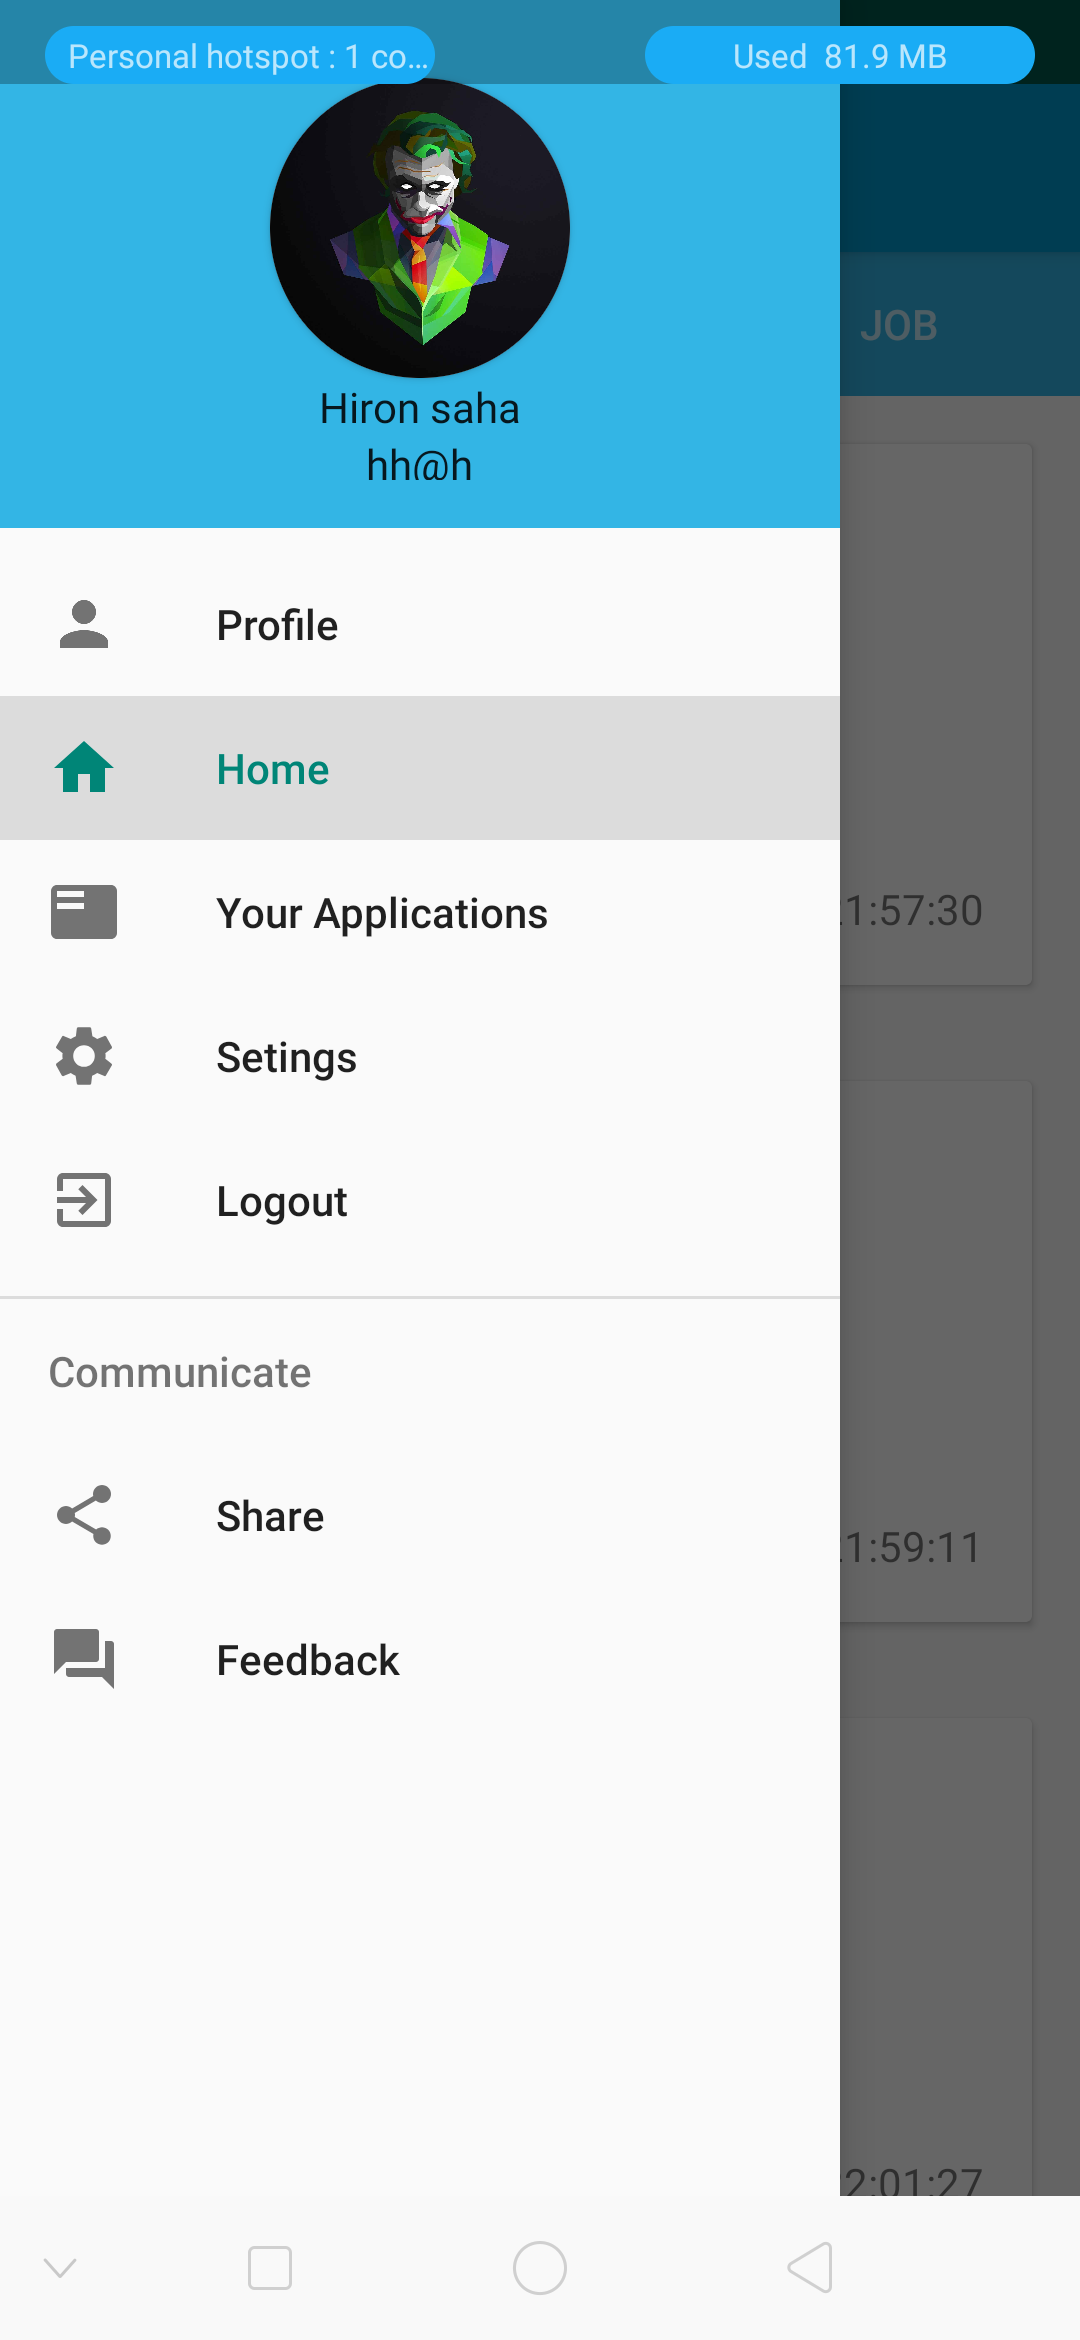 Personal hotspot : 1 co...
Used 81.9 MB
JOB
Hiron saha
hh@h
Profile
Home
Your Applications
1:57:30
Setings
Logout
Communicate
Share
1:59:11
Feedback
2:01:27